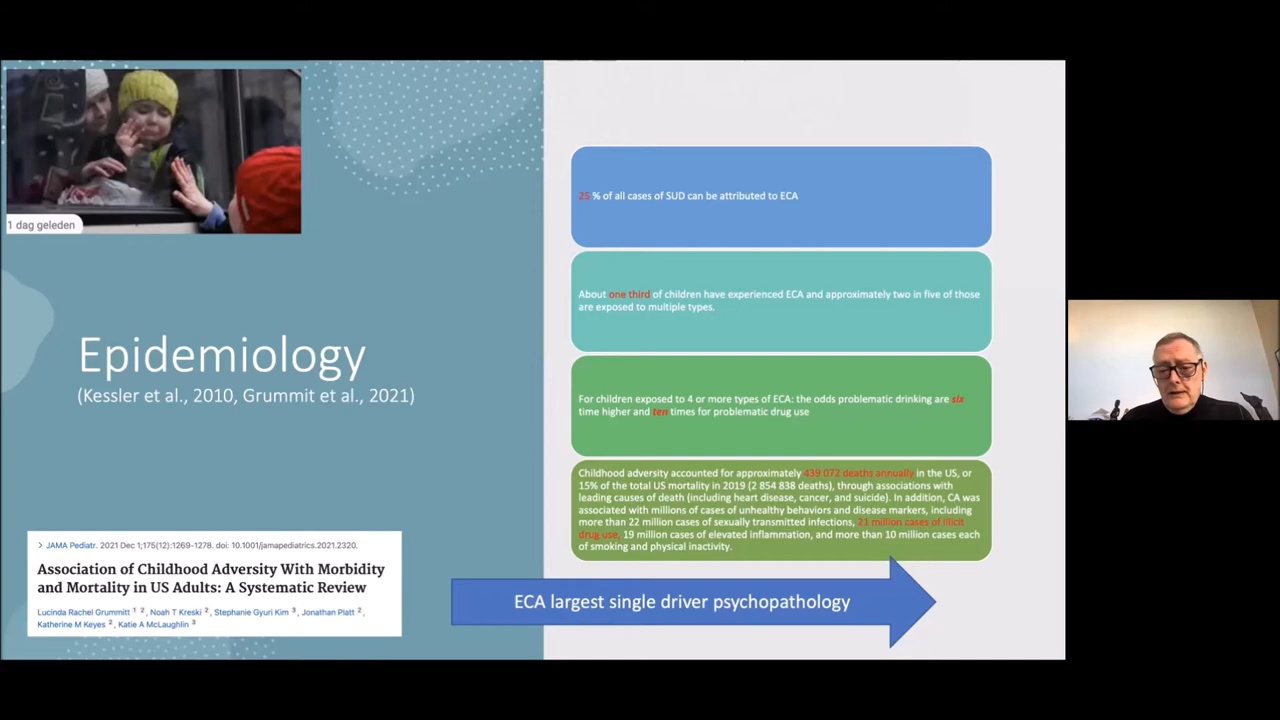 1 dag geleden
Epidemiology
(Kessler et al., 2010, Grummit et al., 2021)
> JAMA Pediatr. 2021 Dec 1;175(12):1269-1278. doi: 10.1001/jamapediatrics.2021.2320.
Association of Childhood Adversity With Morbidity
and Mortality in US Adults: A Systematic Review
Lucinda Rachel Grummitt 1 2, Noah T Kreski 2, Stephanie Gyuri Kim 3, Jonathan Platt 2,
Katherine M Keyes 2, Katie A McLaughlin 3
25 % of all cases of SUD can be attributed to ECA
About one third of children have experienced ECA and approximately two in five of those
are exposed to multiple types.
For children exposed to 4 or more types of ECA: the odds problematic drinking are six
time higher and ten times for problematic drug use
Childhood adversity accounted for approximately 439 072 deaths annually in the US, or
15% of the total US mortality in 2019 (2 854 838 deaths), through associations with
leading causes of death (including heart disease, cancer, and suicide). In addition, CA was
associated with millions of cases of unhealthy behaviors and disease markers, including
more than 22 million cases of sexually transmitted infections, 21 million cases of illicit
drug use, 19 million cases of elevated inflammation, and more than 10 million cases each
of smoking and physical inactivity.
ECA largest single driver psychopathology